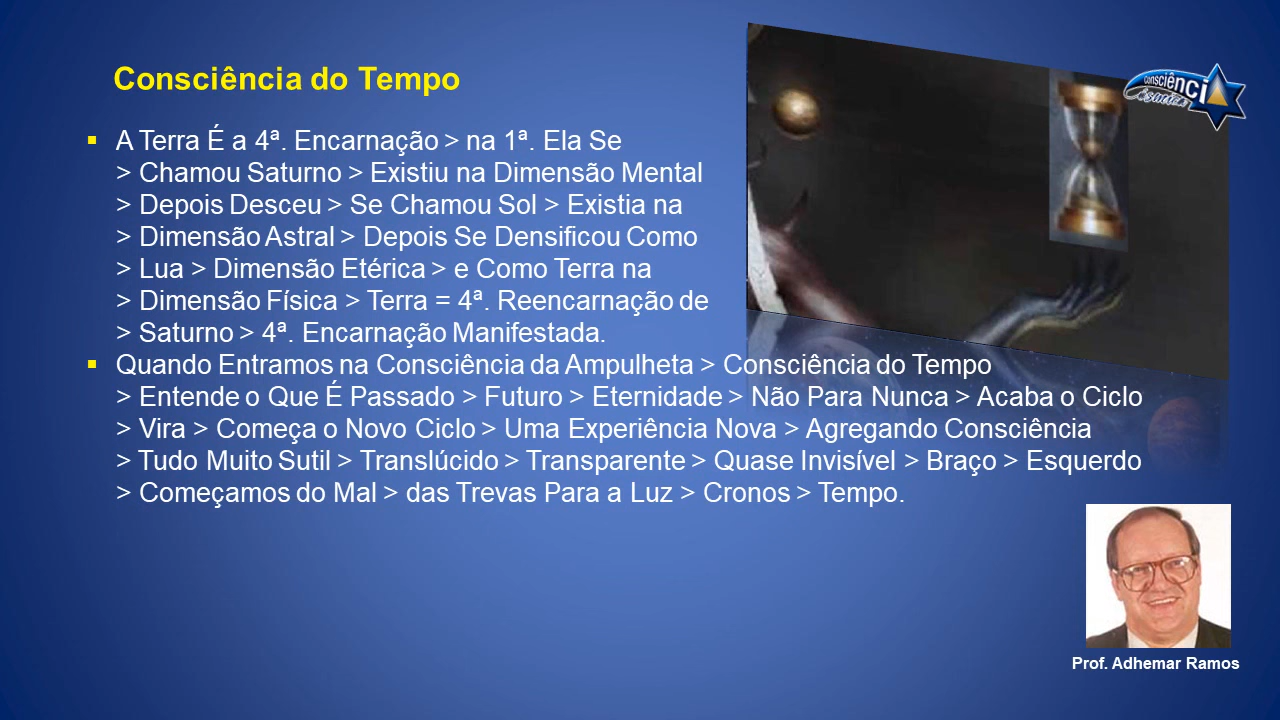 Consciência do Tempo
consciênci
Cósmica
▪ A Terra É a 4ª. Encarnação > na 1ª. Ela Se
> Chamou Saturno > Existiu na Dimensão Mental
> Depois Desceu > Se Chamou Sol > Existia na
> Dimensão Astral > Depois Se Densificou Como
> Lua > Dimensão Etérica > e Como Terra na
> Dimensão Física > Terra = 4ª. Reencarnação de
> Saturno > 4ª. Encarnação Manifestada.
▪ Quando Entramos na Consciência da Ampulheta > Consciência do Tempo
> Entende o Que É Passado > Futuro > Eternidade > Não Para Nunca > Acaba o Ciclo
> Vira > Começa o Novo Ciclo > Uma Experiência Nova > Agregando Consciência
> Tudo Muito Sutil > Translúcido > Transparente > Quase Invisível > Braço > Esquerdo
> Começamos do Mal > das Trevas Para a Luz > Cronos > Tempo.
Prof. Adhemar Ramos